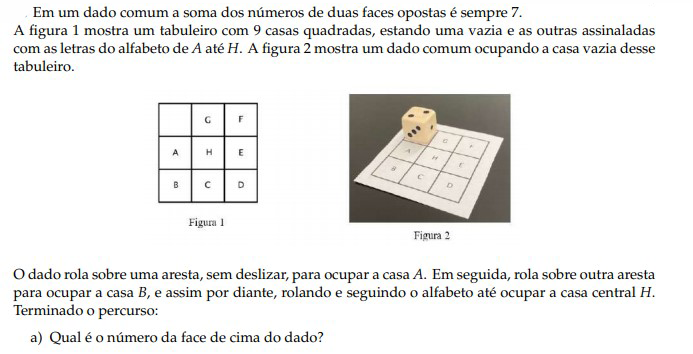 Em um dado comum a soma dos números de duas faces opostas é sempre 7.
A figura 1 mostra um tabuleiro com 9 casas quadradas, estando uma vazia e as outras assinaladas
com as letras do alfabeto de A até H. A figura 2 mostra um dado comum ocupando a casa vazia desse
tabuleiro.
G F
A H E
B C D
Figura 1
G F
A H E
B C D
Figura 2
O dado rola sobre uma aresta, sem deslizar, para ocupar a casa A. Em seguida, rola sobre outra aresta
para ocupar a casa B, e assim por diante, rolando e seguindo o alfabeto até ocupar a casa central H.
Terminado o percurso:
a) Qual é o número da face de cima do dado?